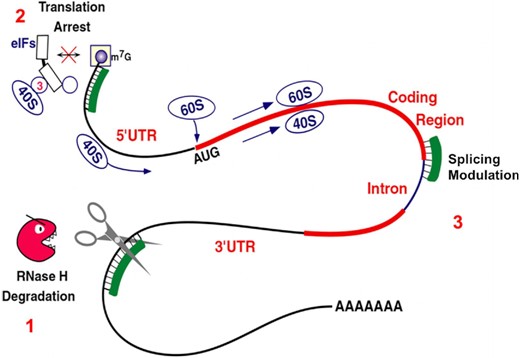 2
Translation
Arrest
eIFs
m7G
3
40S
40S
5'UTR
60S
AUG
60S
40S
Coding
Region
Splicing
Modulation
Intron
3
3'UTR
RNase H
Degradation
1
AAAAAAA